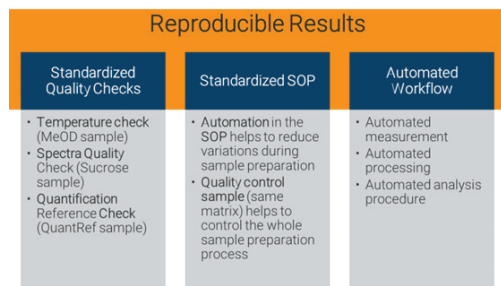 Reproducible Results
Standardized
Quality Checks
• Temperature check
(MeOD sample)
• Spectra Quality
Check (Sucrose
sample)
• Quantification
Reference Check
(QuantRef sample)
Standardized SOP
• Automation in the
SOP helps to reduce
variations during
sample preparation
• Quality control
sample (same
matrix) helps to
control the whole
sample preparation
process
Automated
Workflow
• Automated
measurement
• Automated
processing
• Automated analysis
procedure